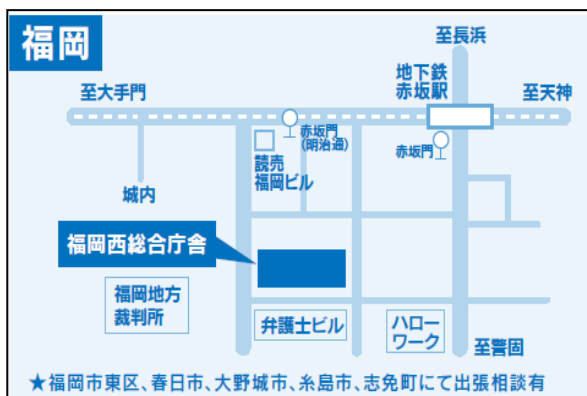 福岡
至長浜
地下鉄
赤坂駅
至大手門
至天神
赤坂門
(明治通)
赤坂門
読売
福岡ビル
城内
福岡西総合庁舎
福岡地方
裁判所
弁護士ビル
ハロー
ワーク
至警固
★福岡市東区、春日市、大野城市、糸島市、志免町にて出張相談有